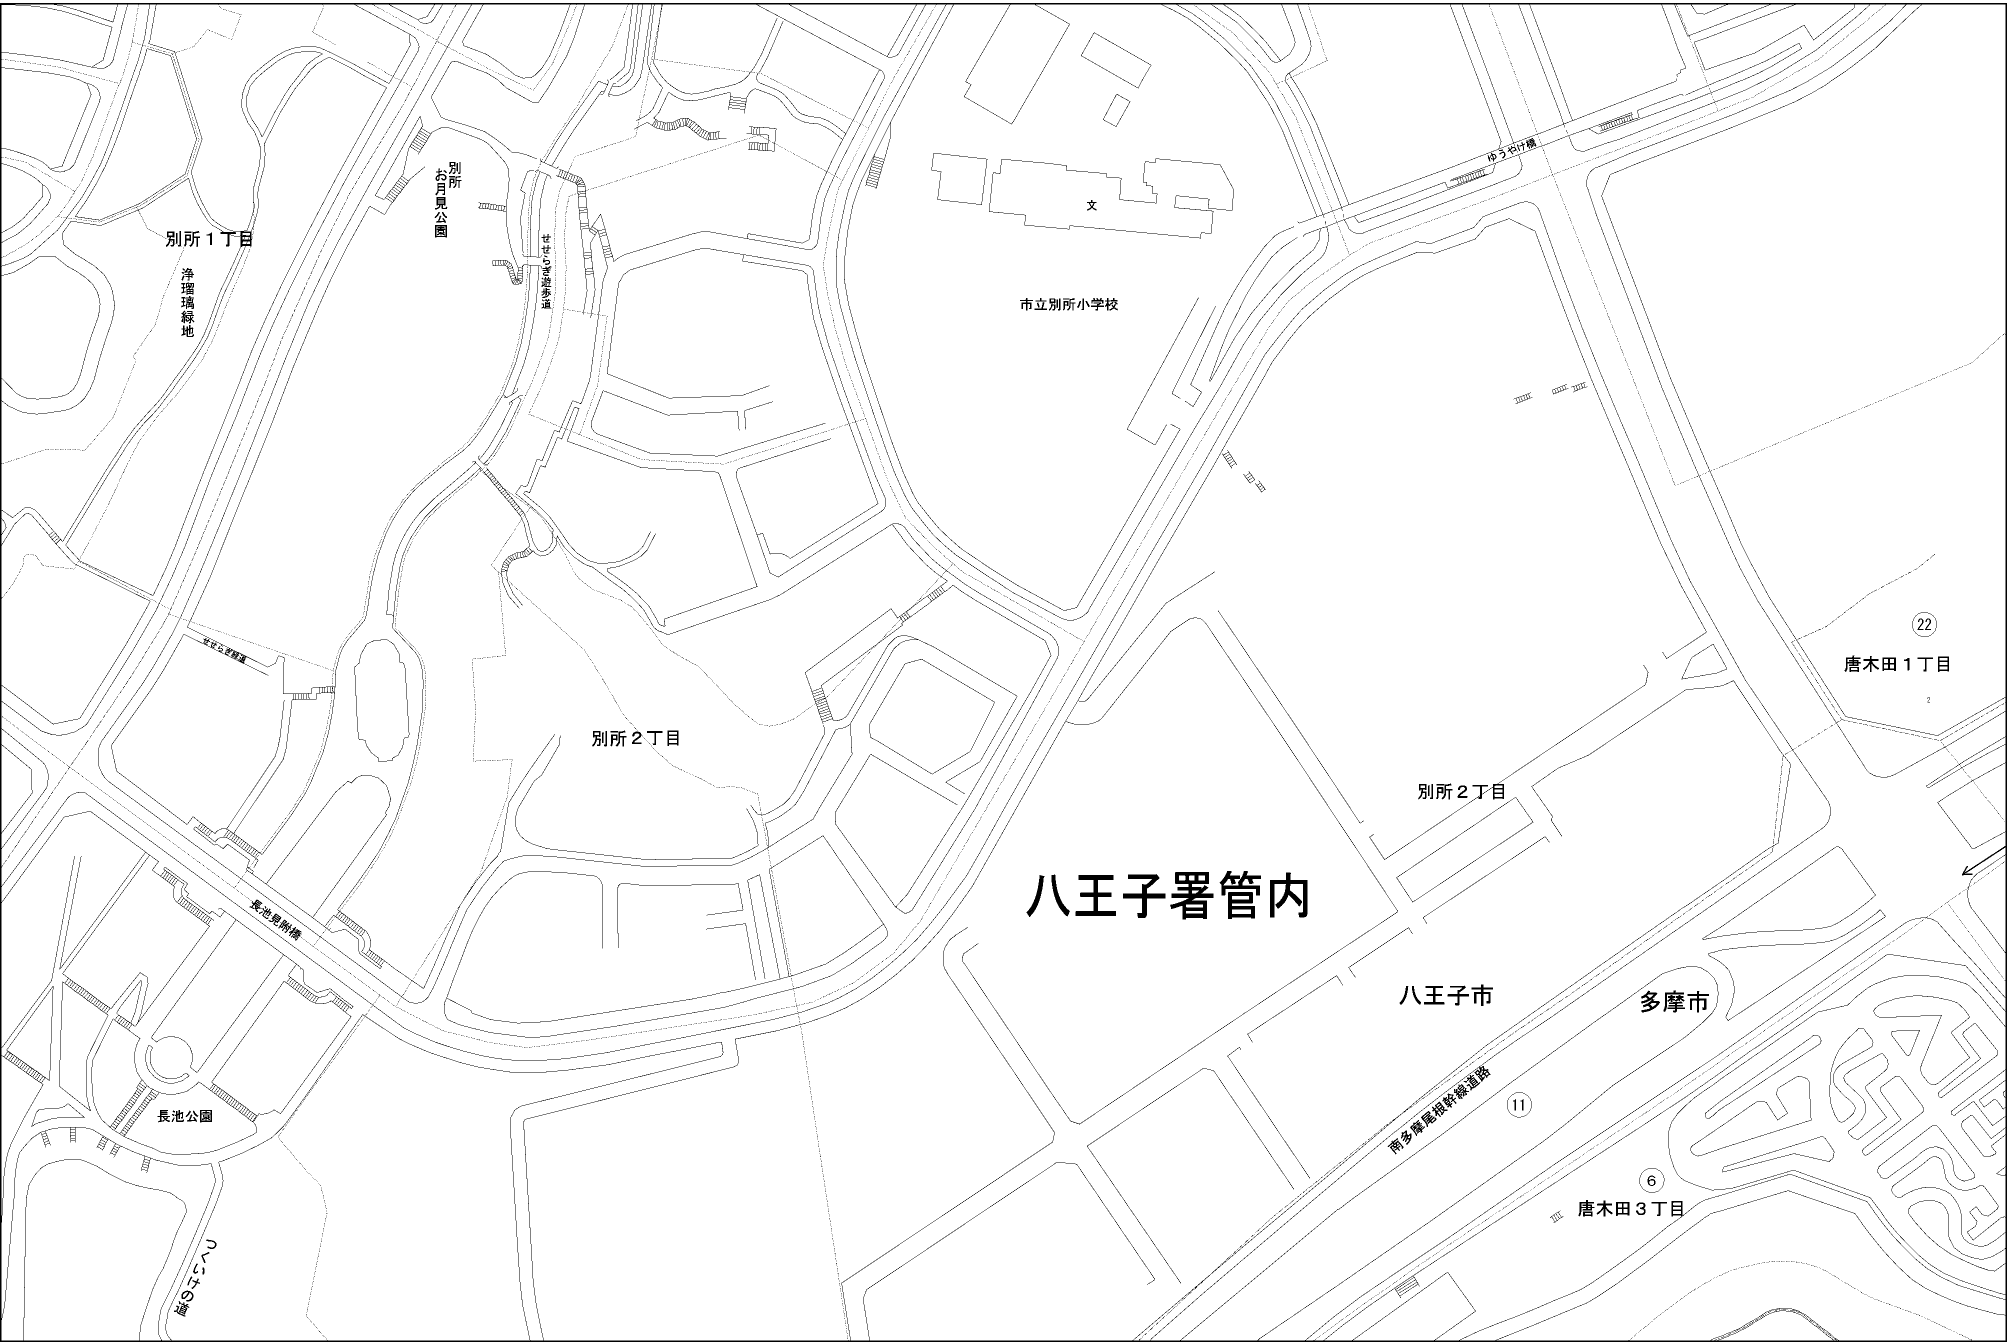 ゆうやけ橋
別所
お月見公園
文
別所１丁目
せせらぎ遊歩道
浄瑠璃緑地
市立別所小学校
22
せせらぎ緑道
唐木田１丁目
2
別所２丁目
別所２丁目
八王子署管内
長池見附橋
八王子市
多摩市
南多摩尾根幹線道路
11
長池公園
6
唐木田３丁目
つくいけの道